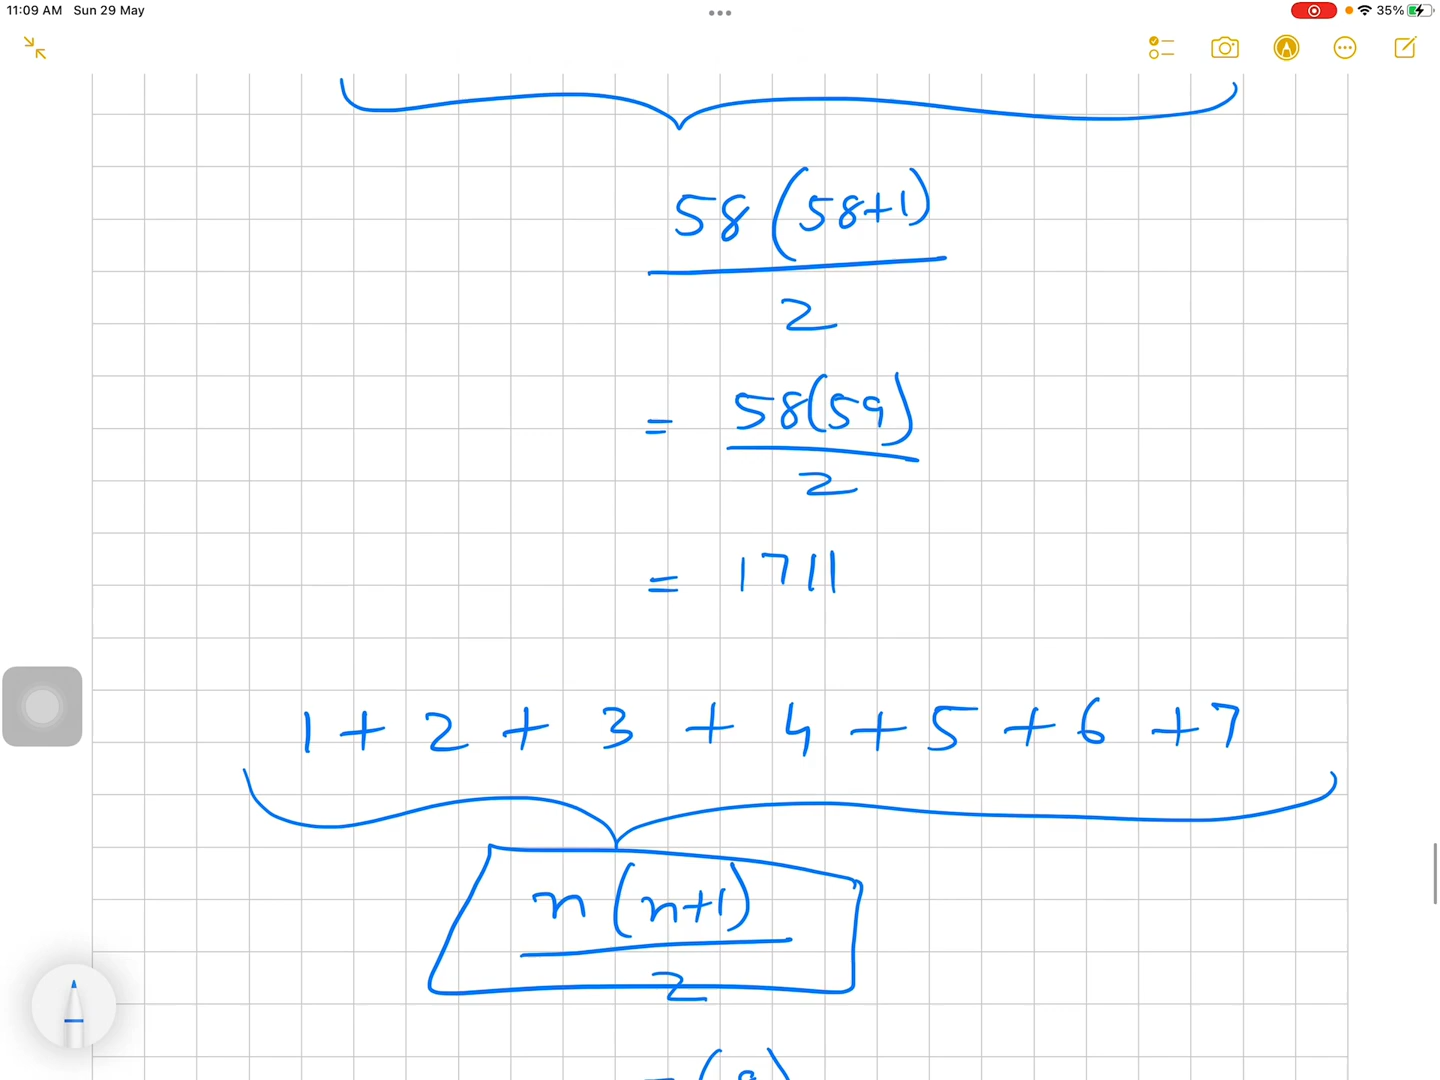 11:09 AM Sun 29 May
35%
58 (58+1)
2
= 58(59)
2
= 1711
1 + 2 + 3 + 4 + 5 + 6 + 7
n (n+1)
2